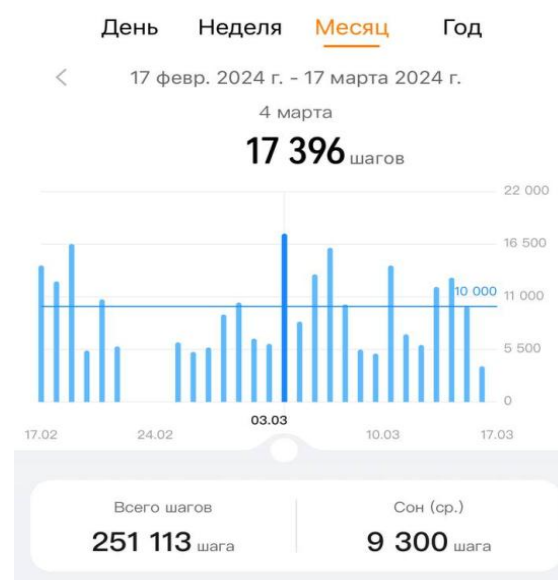 День Неделя Месяц Год
17 февр. 2024 г. - 17 марта 2024 г.
4 марта
17 396 шагов
22 000
16 500
10 000 11 000
5 500
0
03.03
17.02 24.02 10.03 17.03
Всего шагов Сон (ср.)
251 113 шага 9 300 шага